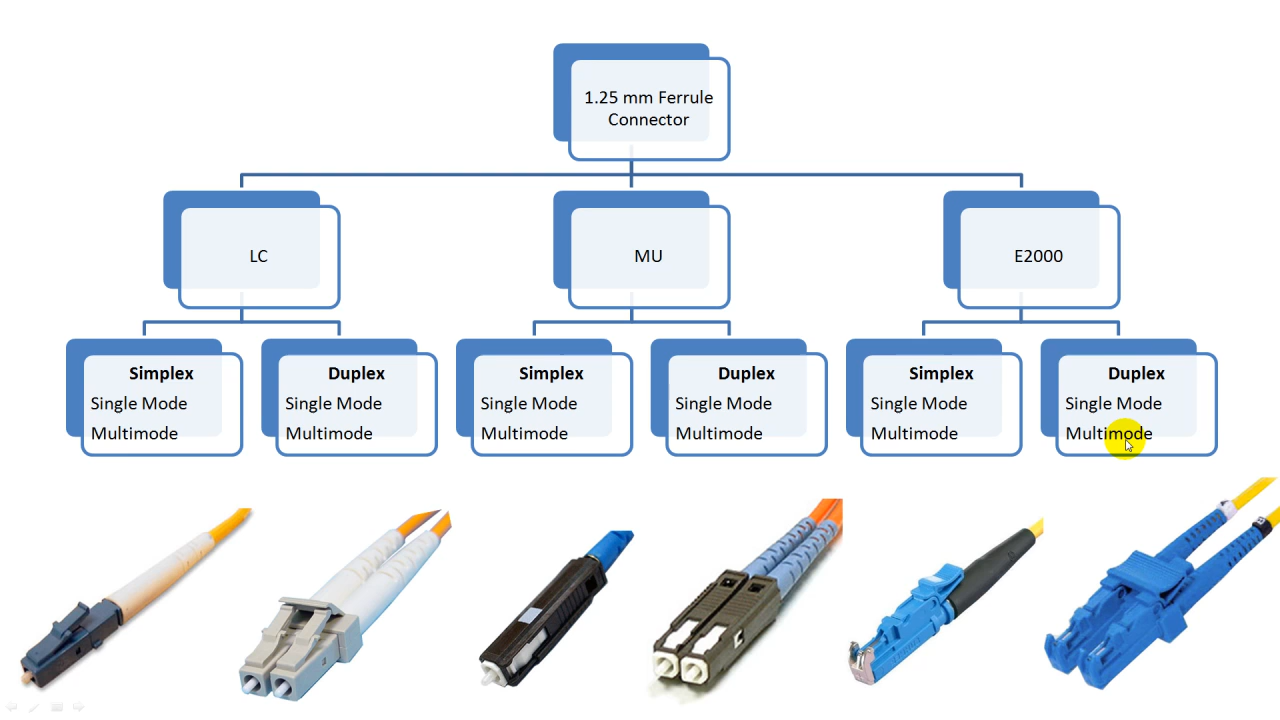 1.25 mm Ferrule
Connector
LC
MU
E2000
Simplex
Single Mode
Multimode
Duplex
Single Mode
Multimode
Simplex
Single Mode
Multimode
Duplex
Single Mode
Multimode
Simplex
Single Mode
Multimode
Duplex
Single Mode
Multimode